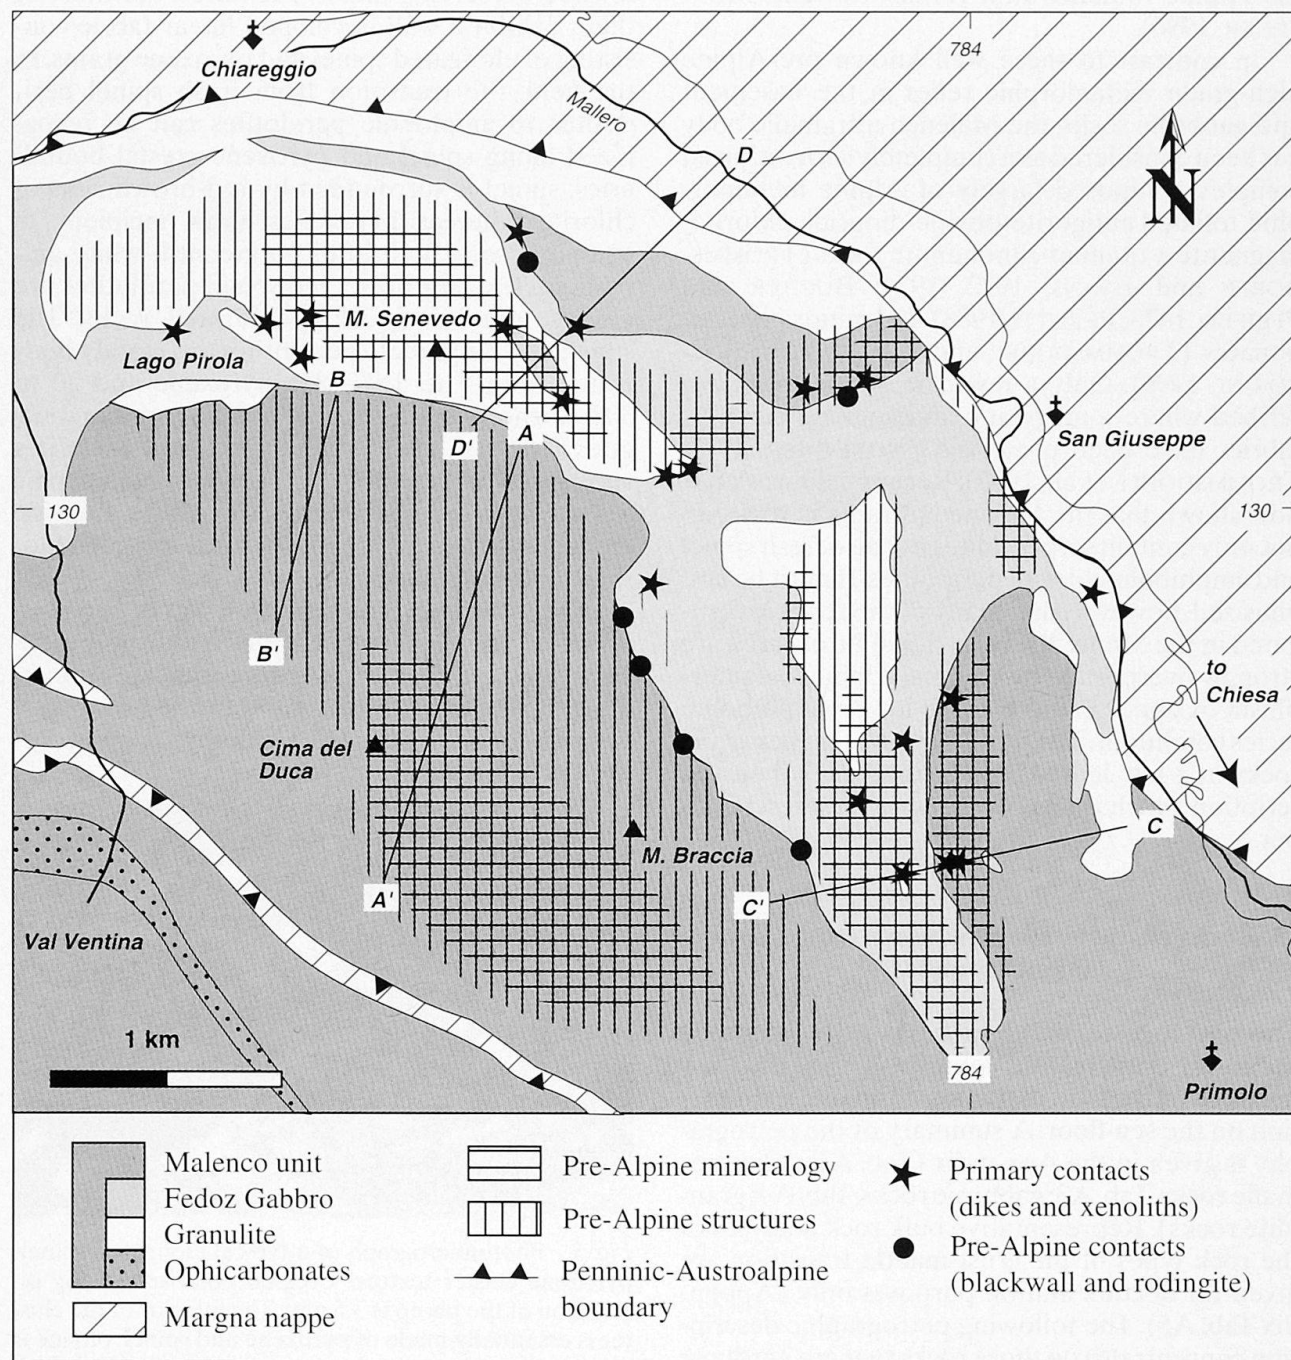 784
Chiareggio
Mallero
D
N
M. Senevedo
Lago Pirola
B
D'
A
San Giuseppe
130
130
B'
to
Chiesa
Cima del
Duca
M. Braccia
C
A'
C'
Val Ventina
1 km
784
Primolo
Malenco unit
Fedoz Gabbro
Granulite
Ophicarbonates
Margna nappe
Pre-Alpine mineralogy
Pre-Alpine structures
Penninic-Austroalpine
boundary
Primary contacts
(dikes and xenoliths)
Pre-Alpine contacts
(blackwall and rodingite)